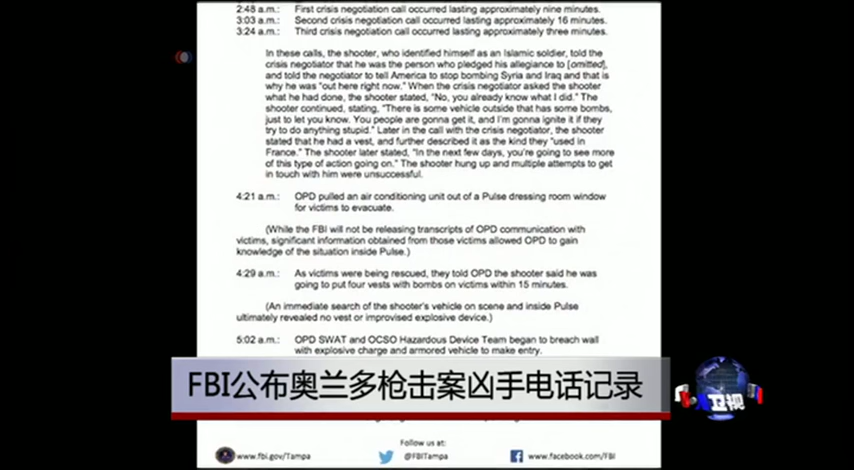 2:48 a.m.: First crisis negotiation call occurred lasting approximately nine minutes.
3:03 a.m.: Second crisis negotiation call occurred lasting approximately 16 minutes.
3:24 a.m.: Third crisis negotiation call occurred lasting approximately three minutes.
In these calls, the shooter, who identified himself as an Islamic soldier, told the
crisis negotiator that he was the person who pledged his allegiance to [omitted],
and told the negotiator to tell America to stop bombing Syria and Iraq and that is
why he was “out here right now.” When the crisis negotiator asked the shooter
what he had done, the shooter stated, “No, you already know what I did.” The
shooter continued, stating, “There is some vehicle outside that has some bombs,
just to let you know. You people are gonna get it, and I'm gonna ignite it if they
try to do anything stupid.” Later in the call with the crisis negotiator, the shooter
stated that he had a vest, and further described it as the kind they “used in
France.” The shooter later stated, “In the next few days, you're going to see more
of this type of action going on.” The shooter hung up and multiple attempts to get
in touch with him were unsuccessful.
4:21 a.m.: OPD pulled an air conditioning unit out of a Pulse dressing room window
for victims to evacuate.
(While the FBI will not be releasing transcripts of OPD communication with
victims, significant information obtained from those victims allowed OPD to gain
knowledge of the situation inside Pulse.)
4:29 a.m.: As victims were being rescued, they told OPD the shooter said he was
going to put four vests with bombs on victims within 15 minutes.
(An immediate search of the shooter's vehicle on scene and inside Pulse
ultimately revealed no vest or improvised explosive device.)
5:02 a.m.: OPD SWAT and OCSO Hazardous Device Team began to breach wall
with explosive charge and armored vehicle to make entry.
FBI公布奥兰多枪击案凶手电话记录
卫视
Follow us at:
www.fbi.gov/Tampa @FBITampa www.facebook.com/FBI